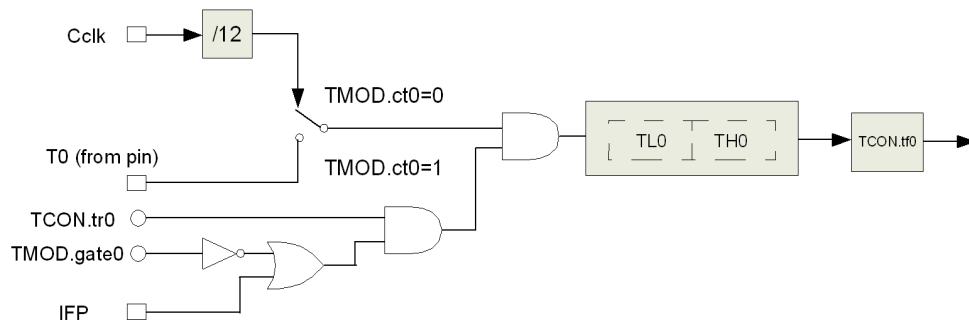 Cclk
/12
TMOD.ct0=0
T0 (from pin)
TMOD.ct0=1
TL0
TH0
TCON.tf0
TCON.tr0
TMOD.gate0
IFP